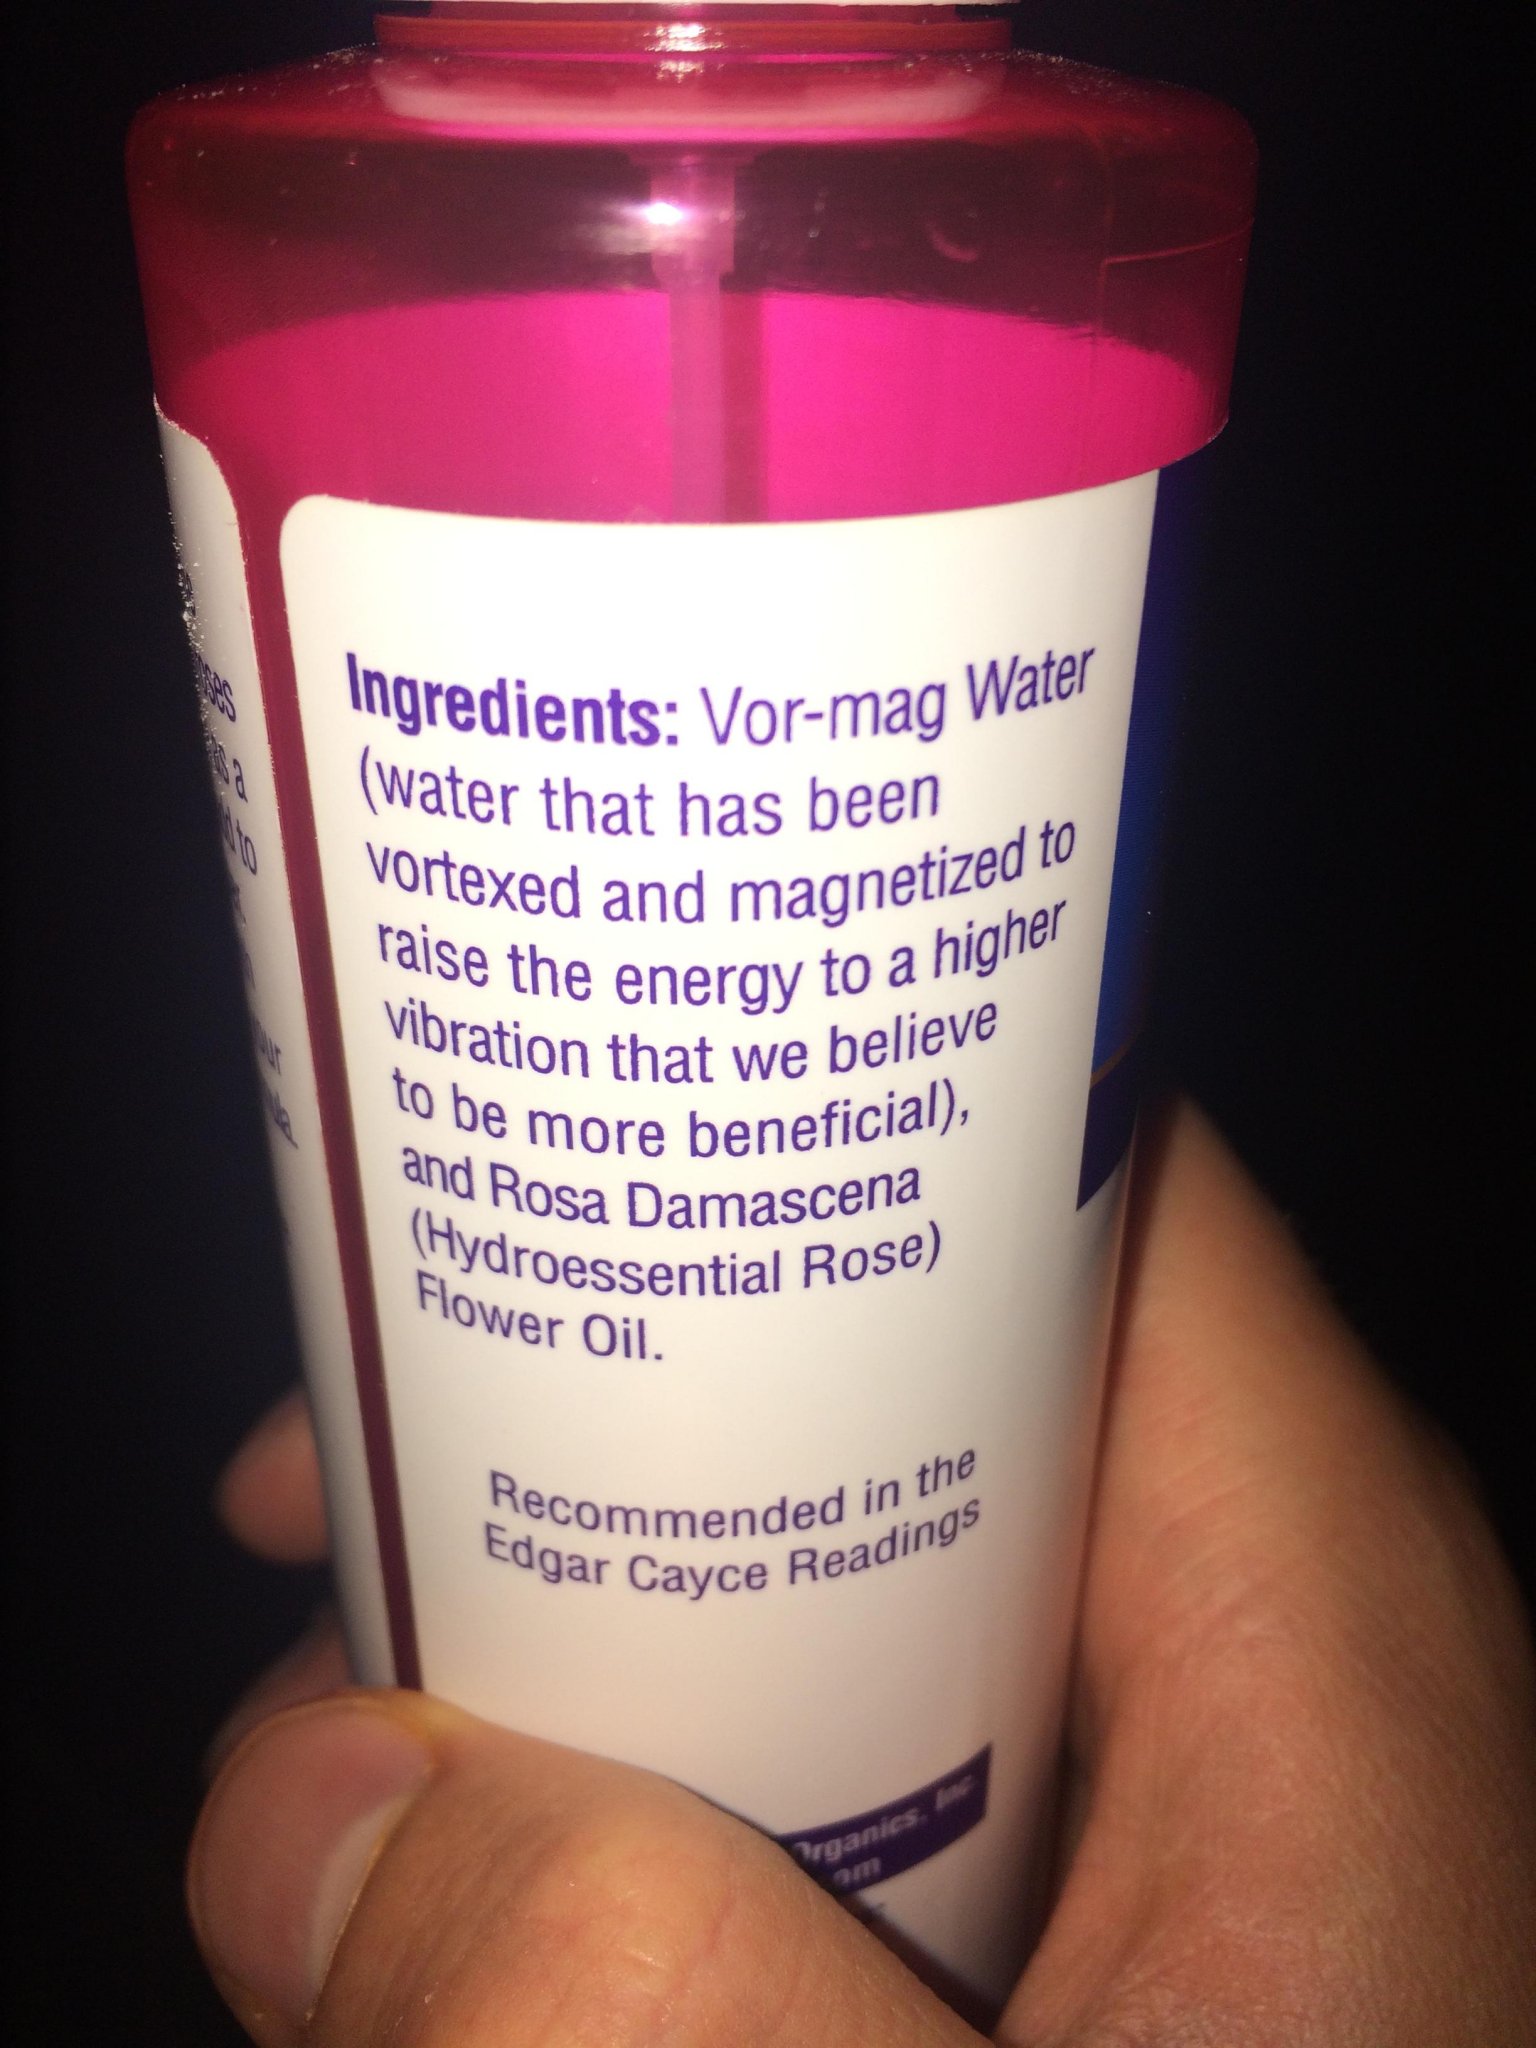 Ingredients: Vor-mag Water
(water that has been
vortexed and magnetized to
raise the energy to a higher
vibration that we believe
to be more beneficial),
and Rosa Damascena
(Hydroessential Rose)
Flower Oil.
Recommended in the
Edgar Cayce Readings
Organics, Inc.
as a
to